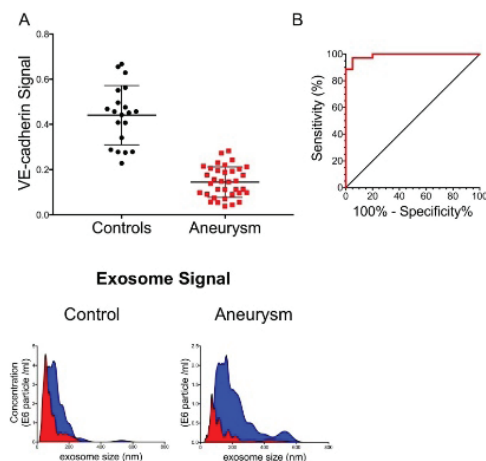 A
B
VE-cadherin Signal
0.8
0.6
0.4
0.2
0.0
Controls Aneurysm
Sensitivity (%)
100
80
60
40
20
0
0 20 40 60 80 100
100% - Specificity%
Exosome Signal
Control Aneurysm
Concentration
(E6 particle /ml)
exosome size (nm)
exosome size (nm)